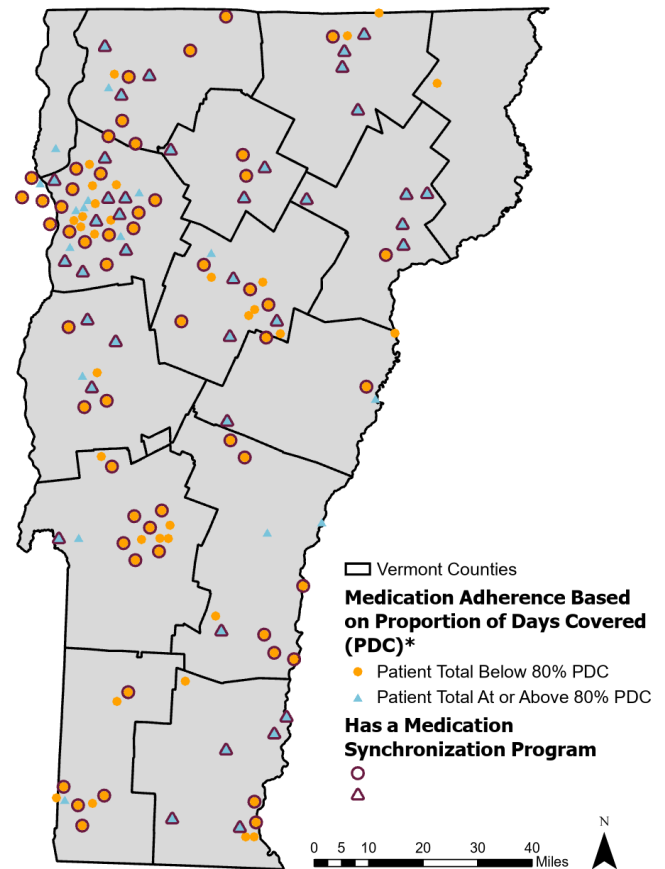 Vermont Counties
Medication Adherence Based
on Proportion of Days Covered
(PDC)*
Patient Total Below 80% PDC
Patient Total At or Above 80% PDC
Has a Medication
Synchronization Program
N
0 5 10 20 30 40
Miles